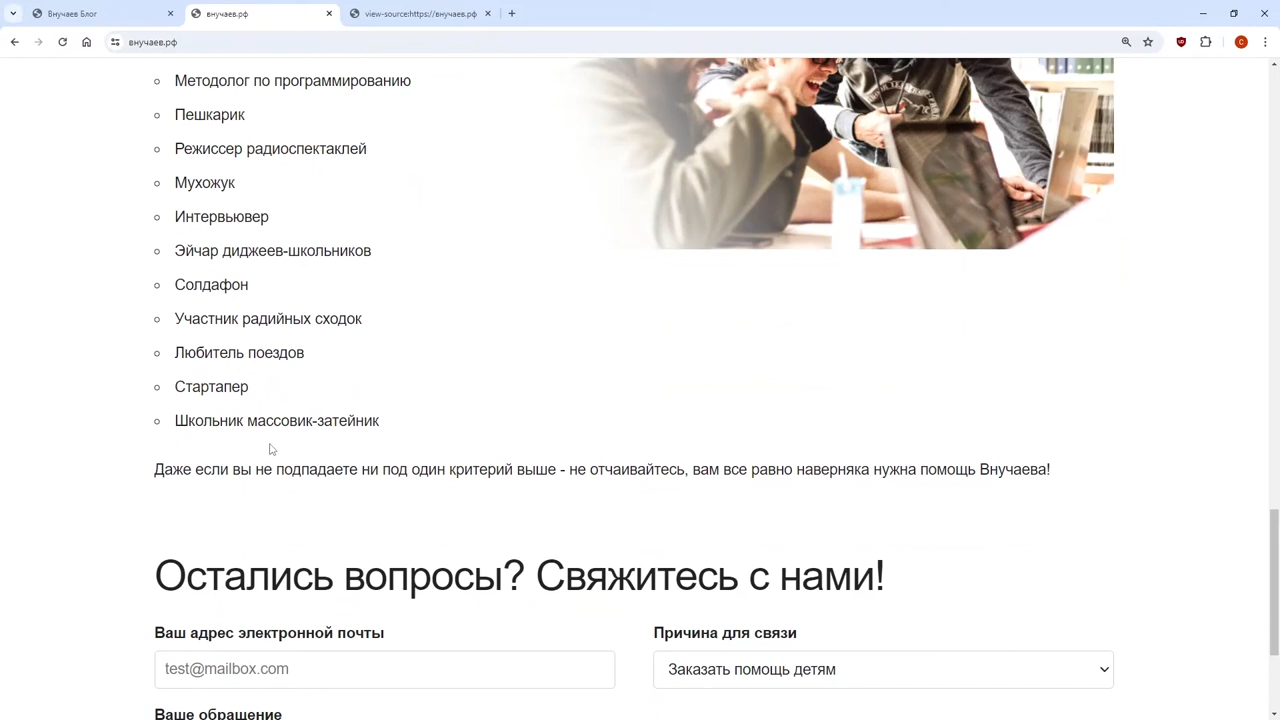 Внучаев Блог
внучаев.рф
view-source:https://внучаев.рф
внучаев.рф
Методолог по программированию
Пешкарик
Режиссер радиоспектаклей
Мухожук
Интервьювер
Эйчар диджеев-школьников
Солдафон
Участник радийных сходок
Любитель поездов
Стартапер
Школьник массовик-затейник
Даже если вы не подпадаете ни под один критерий выше - не отчаивайтесь, вам все равно наверняка нужна помощь Внучаева!
Остались вопросы? Свяжитесь с нами!
Ваш адрес электронной почты
Причина для связи
test@mailbox.com
Заказать помощь детям
Ваше обращение